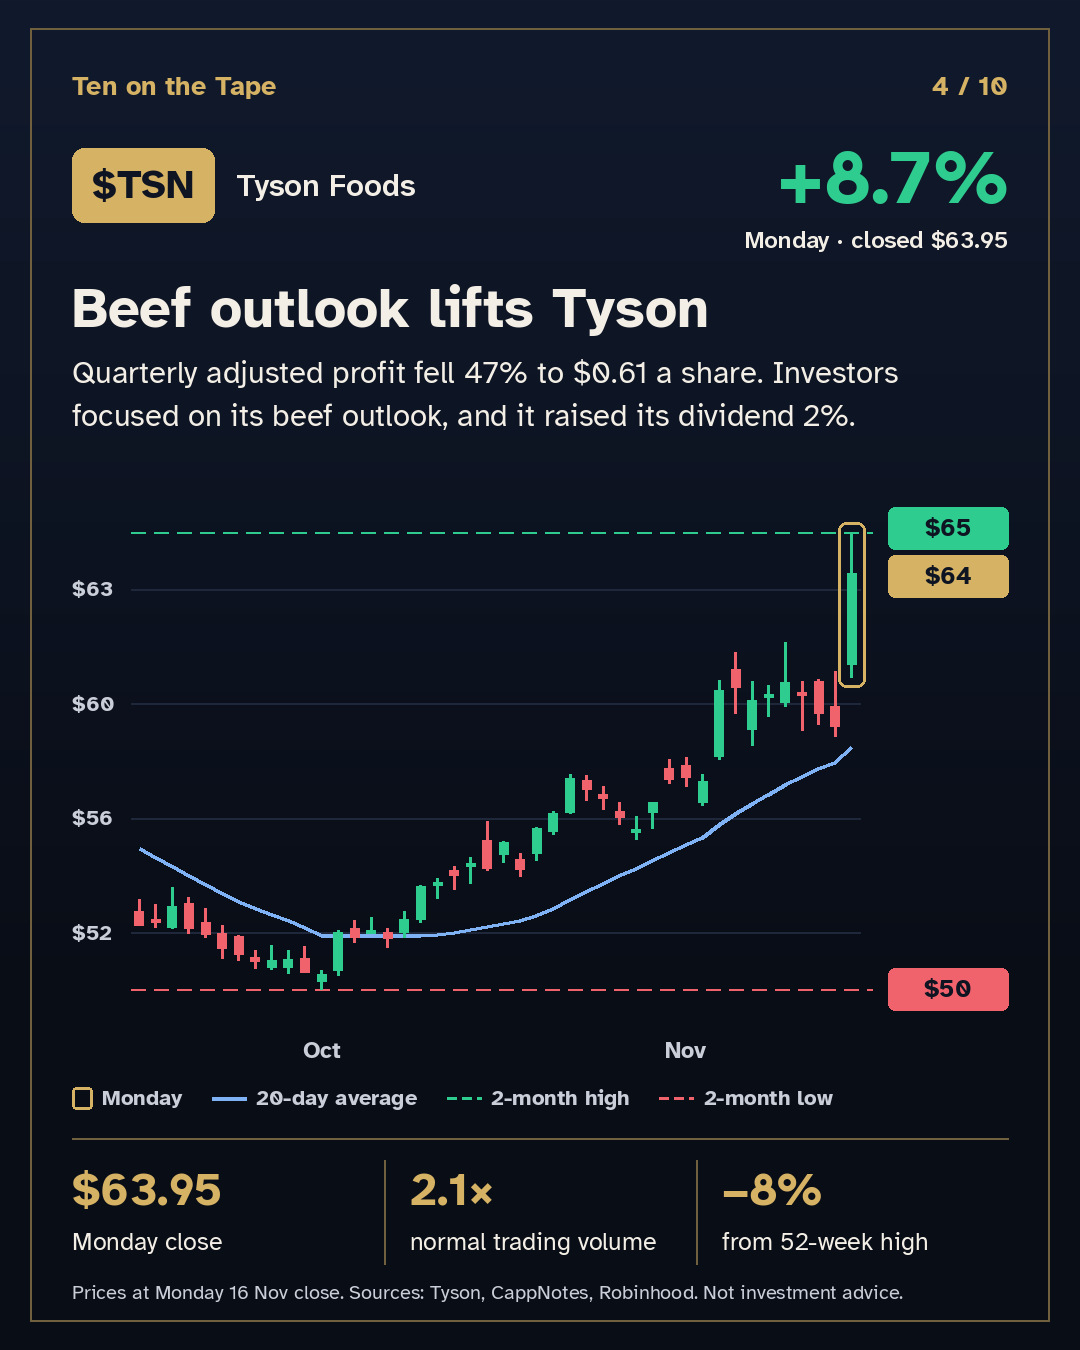 Ten on the Tape
4 / 10
$TSN
Tyson Foods
+8.7%
Monday · closed $63.95
Beef outlook lifts Tyson
Quarterly adjusted profit fell 47% to $0.61 a share. Investors
focused on its beef outlook, and it raised its dividend 2%.
$65
$64
$63
$60
$56
$52
$50
Oct
Nov
Monday
20-day average
2-month high
2-month low
$63.95
Monday close
2.1×
normal trading volume
–8%
from 52-week high
Prices at Monday 16 Nov close. Sources: Tyson, CappNotes, Robinhood. Not investment advice.